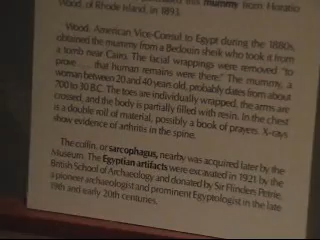 mummy from Horatio
Wood, of Rhode Island, in 1893.
Wood, American Vice-Consul to Egypt during the 1880s,
obtained the mummy from a Bedouin sheik who took it from
a tomb near Cairo. The facial wrappings were removed "to
prove . . . that human remains were there." The mummy, a
woman between 20 and 40 years old, probably dates from about
700 to 30 B.C. The toes are individually wrapped, the arms are
crossed, and the body is partially filled with resin. In the chest
is a double roll of material, possibly a book of prayers. X-rays
show evidence of arthritis in the spine.
The coffin, or sarcophagus, nearby was acquired later by the
Museum. The Egyptian artifacts were excavated in 1921 by the
British School of Archaeology and donated by Sir Flinders Petrie,
a pioneer archaeologist and prominent Egyptologist in the late
19th and early 20th centuries.